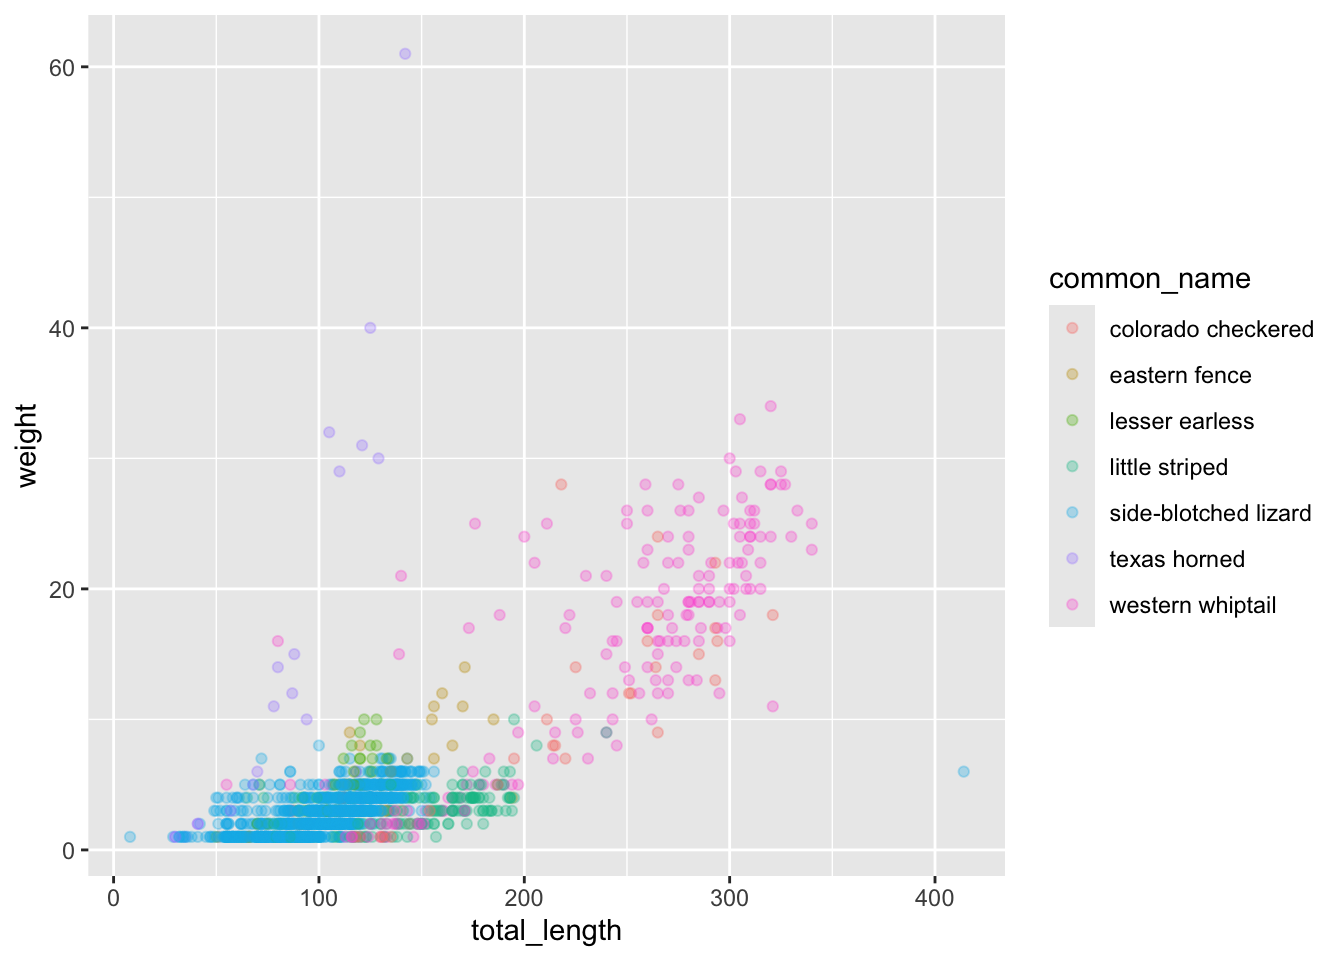 60
40
20
0
weight
0 100 200 300 400
total_length
common_name
colorado checkered
eastern fence
lesser earless
little striped
side-blotched lizard
texas horned
western whiptail